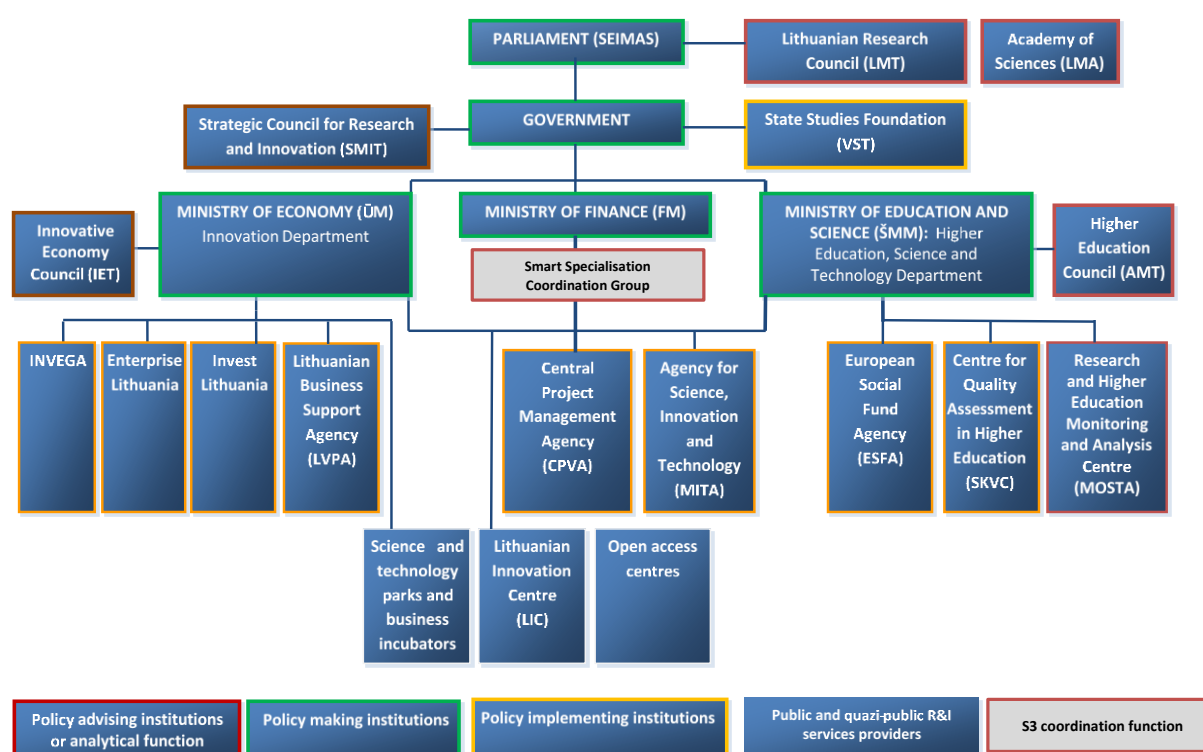 PARLIAMENT (SEIMAS)
Lithuanian Research
Council (LMT)
Academy of
Sciences (LMA)
Strategic Council for Research
and Innovation (SMIT)
GOVERNMENT
State Studies Foundation
(VST)
Innovative
Economy
Council (IET)
MINISTRY OF ECONOMY (ŪM)
Innovation Department
MINISTRY OF FINANCE (FM)
Smart Specialisation
Coordination Group
MINISTRY OF EDUCATION AND
SCIENCE (ŠMM): Higher
Education, Science and
Technology Department
Higher
Education
Council (AMT)
INVEGA
Enterprise
Lithuania
Invest
Lithuania
Lithuanian
Business
Support
Agency
(LVPA)
Central
Project
Management
Agency
(CPVA)
Agency for
Science,
Innovation
and
Technology
(MITA)
European
Social
Fund
Agency
(ESFA)
Centre for
Quality
Assessment
in Higher
Education
(SKVC)
Research
and Higher
Education
Monitoring
and Analysis
Centre
(MOSTA)
Science and
technology
parks and
business
incubators
Lithuanian
Innovation
Centre
(LIC)
Open access
centres
Policy advising institutions
or analytical function
Policy making institutions
Policy implementing institutions
Public and quazi-public R&I
services providers
S3 coordination function